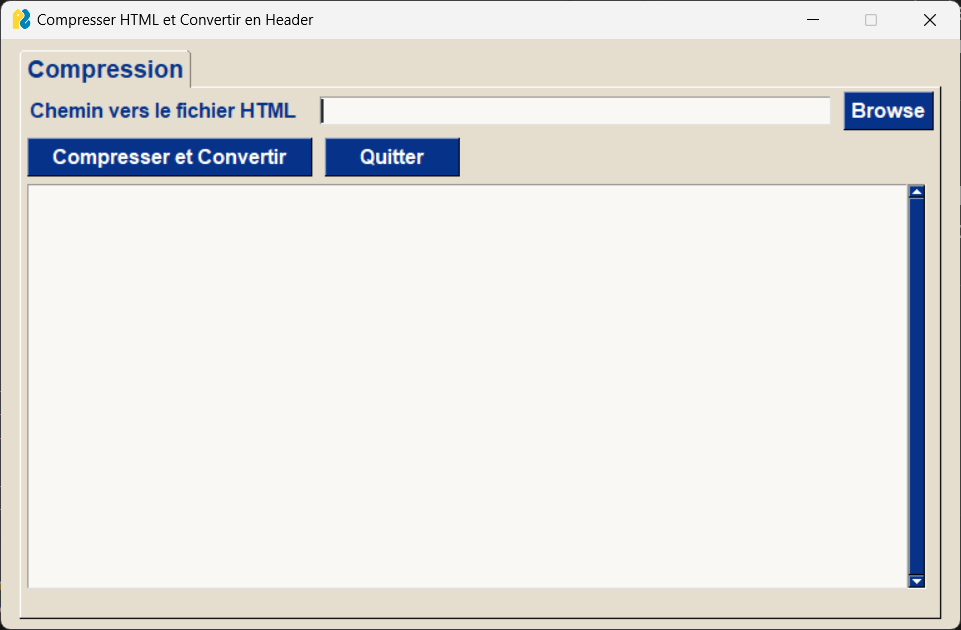 Compresser HTML et Convertir en Header
Compression
Chemin vers le fichier HTML
Browse
Compresser et Convertir
Quitter